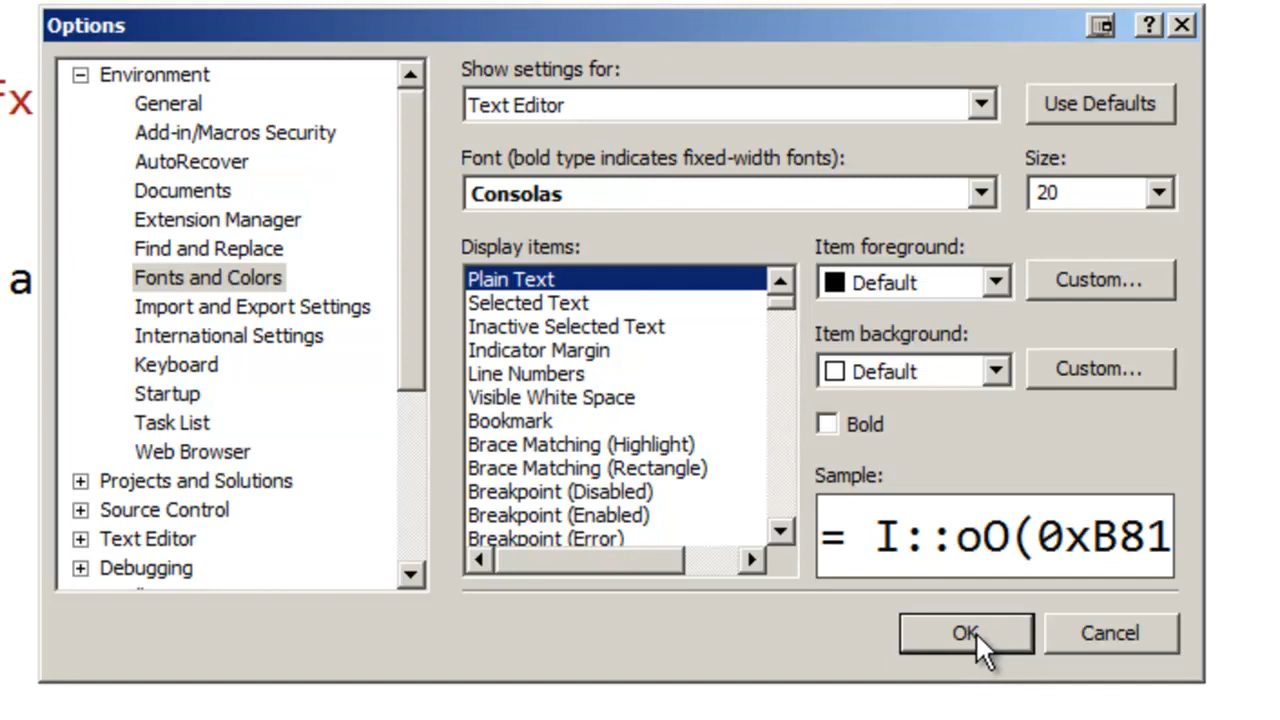 Options
fx
a
Environment
General
Add-in/Macros Security
AutoRecover
Documents
Extension Manager
Find and Replace
Fonts and Colors
Import and Export Settings
International Settings
Keyboard
Startup
Task List
Web Browser
Projects and Solutions
Source Control
Text Editor
Debugging
Show settings for:
Text Editor
Use Defaults
Font (bold type indicates fixed-width fonts):
Size:
Consolas
20
Display items:
Plain Text
Selected Text
Inactive Selected Text
Indicator Margin
Line Numbers
Visible White Space
Bookmark
Brace Matching (Highlight)
Brace Matching (Rectangle)
Breakpoint (Disabled)
Breakpoint (Enabled)
Breakpoint (Error)
Item foreground:
Default
Custom...
Item background:
Default
Custom...
Bold
Sample:
= I::oO(0xB81
OK
Cancel